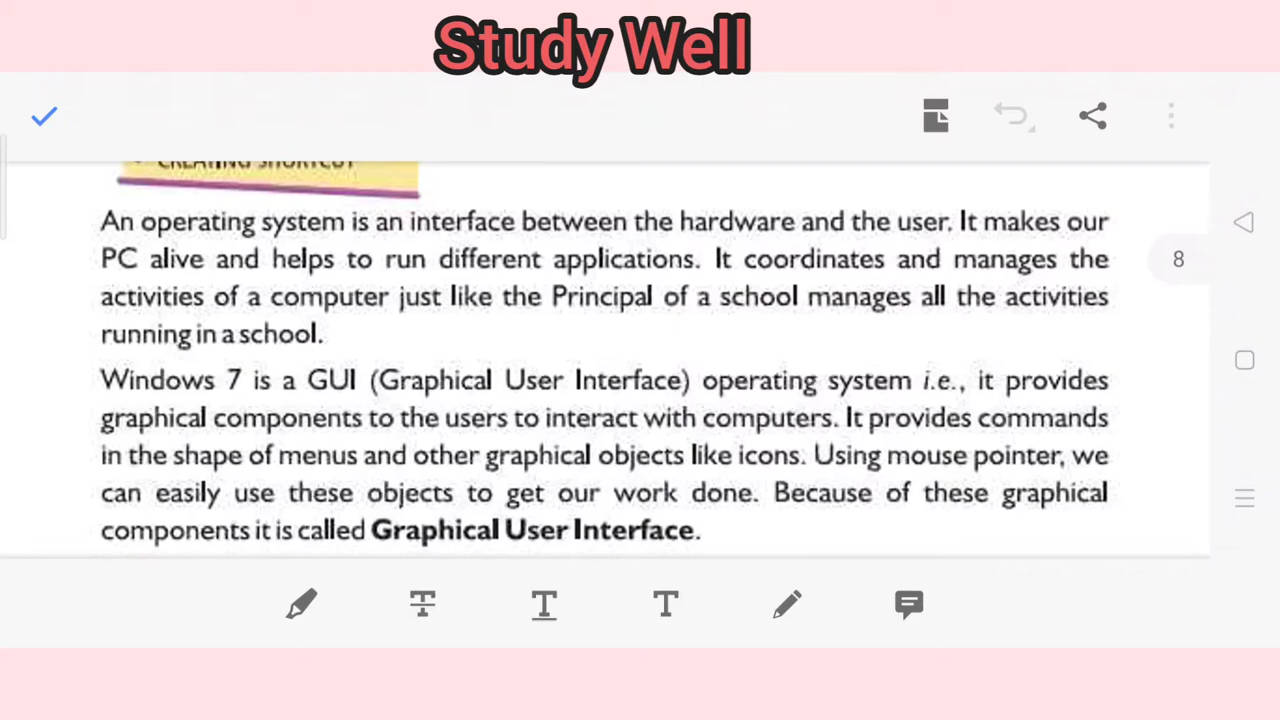 Study Well
CREATING SHORTCUT
An operating system is an interface between the hardware and the user. It makes our
PC alive and helps to run different applications. It coordinates and manages the
activities of a computer just like the Principal of a school manages all the activities
running in a school.
8
Windows 7 is a GUI (Graphical User Interface) operating system i.e., it provides
graphical components to the users to interact with computers. It provides commands
in the shape of menus and other graphical objects like icons. Using mouse pointer, we
can easily use these objects to get our work done. Because of these graphical
components it is called Graphical User Interface.